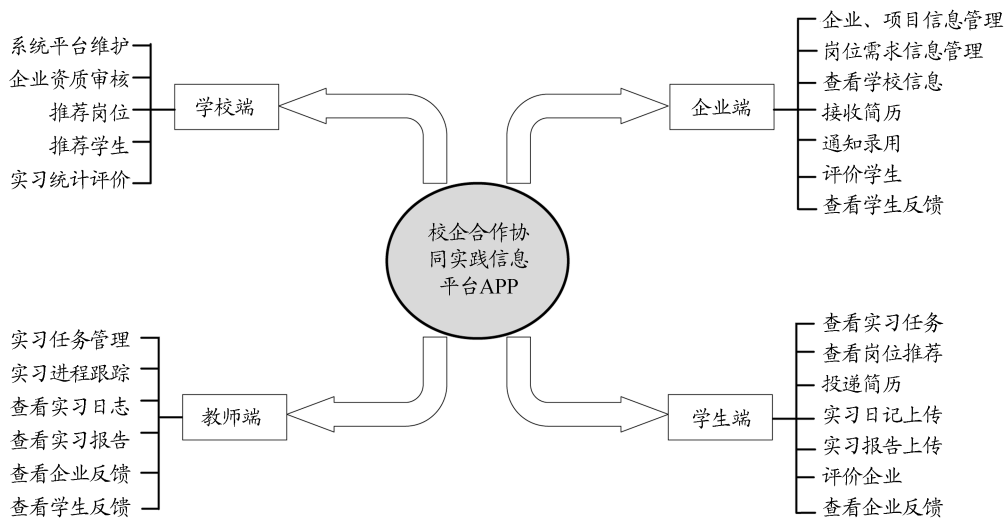 系统平台维护
企业资质审核
推荐岗位
推荐学生
实习统计评价
学校端
企业端
企业、项目信息管理
岗位需求信息管理
查看学校信息
接收简历
通知录用
评价学生
查看学生反馈
校企合作协
同实践信息
平台APP
实习任务管理
实习进程跟踪
查看实习日志
查看实习报告
查看企业反馈
查看学生反馈
教师端
学生端
查看实习任务
查看岗位推荐
投递简历
实习日记上传
实习报告上传
评价企业
查看企业反馈